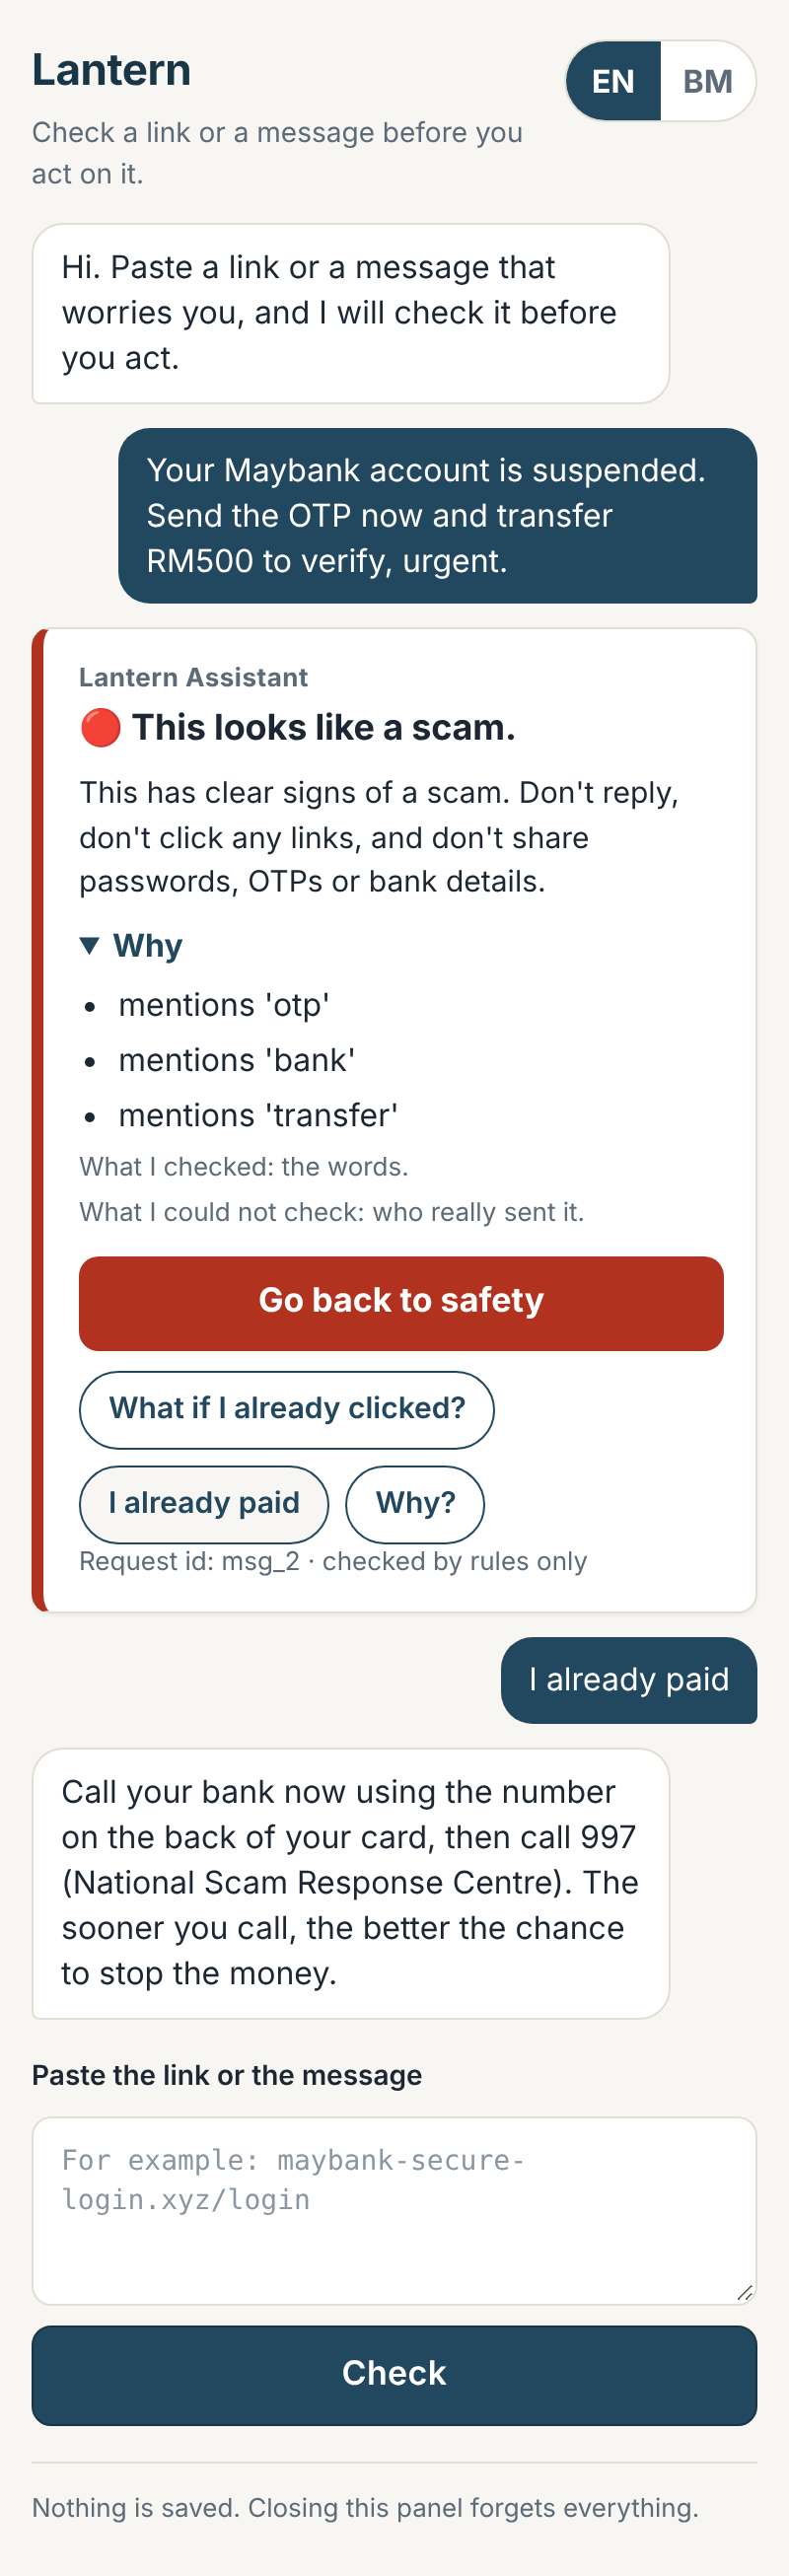 Lantern
EN
BM
Check a link or a message before you
act on it.
Hi. Paste a link or a message that
worries you, and I will check it before
you act.
Your Maybank account is suspended.
Send the OTP now and transfer
RM500 to verify, urgent.
Lantern Assistant
🔴 This looks like a scam.
This has clear signs of a scam. Don't reply,
don't click any links, and don't share
passwords, OTPs or bank details.
▼ Why
• mentions 'otp'
• mentions 'bank'
• mentions 'transfer'
What I checked: the words.
What I could not check: who really sent it.
Go back to safety
What if I already clicked?
I already paid
Why?
Request id: msg_2 · checked by rules only
I already paid
Call your bank now using the number
on the back of your card, then call 997
(National Scam Response Centre). The
sooner you call, the better the chance
to stop the money.
Paste the link or the message
For example: maybank-secure-
login.xyz/login
Check
Nothing is saved. Closing this panel forgets everything.